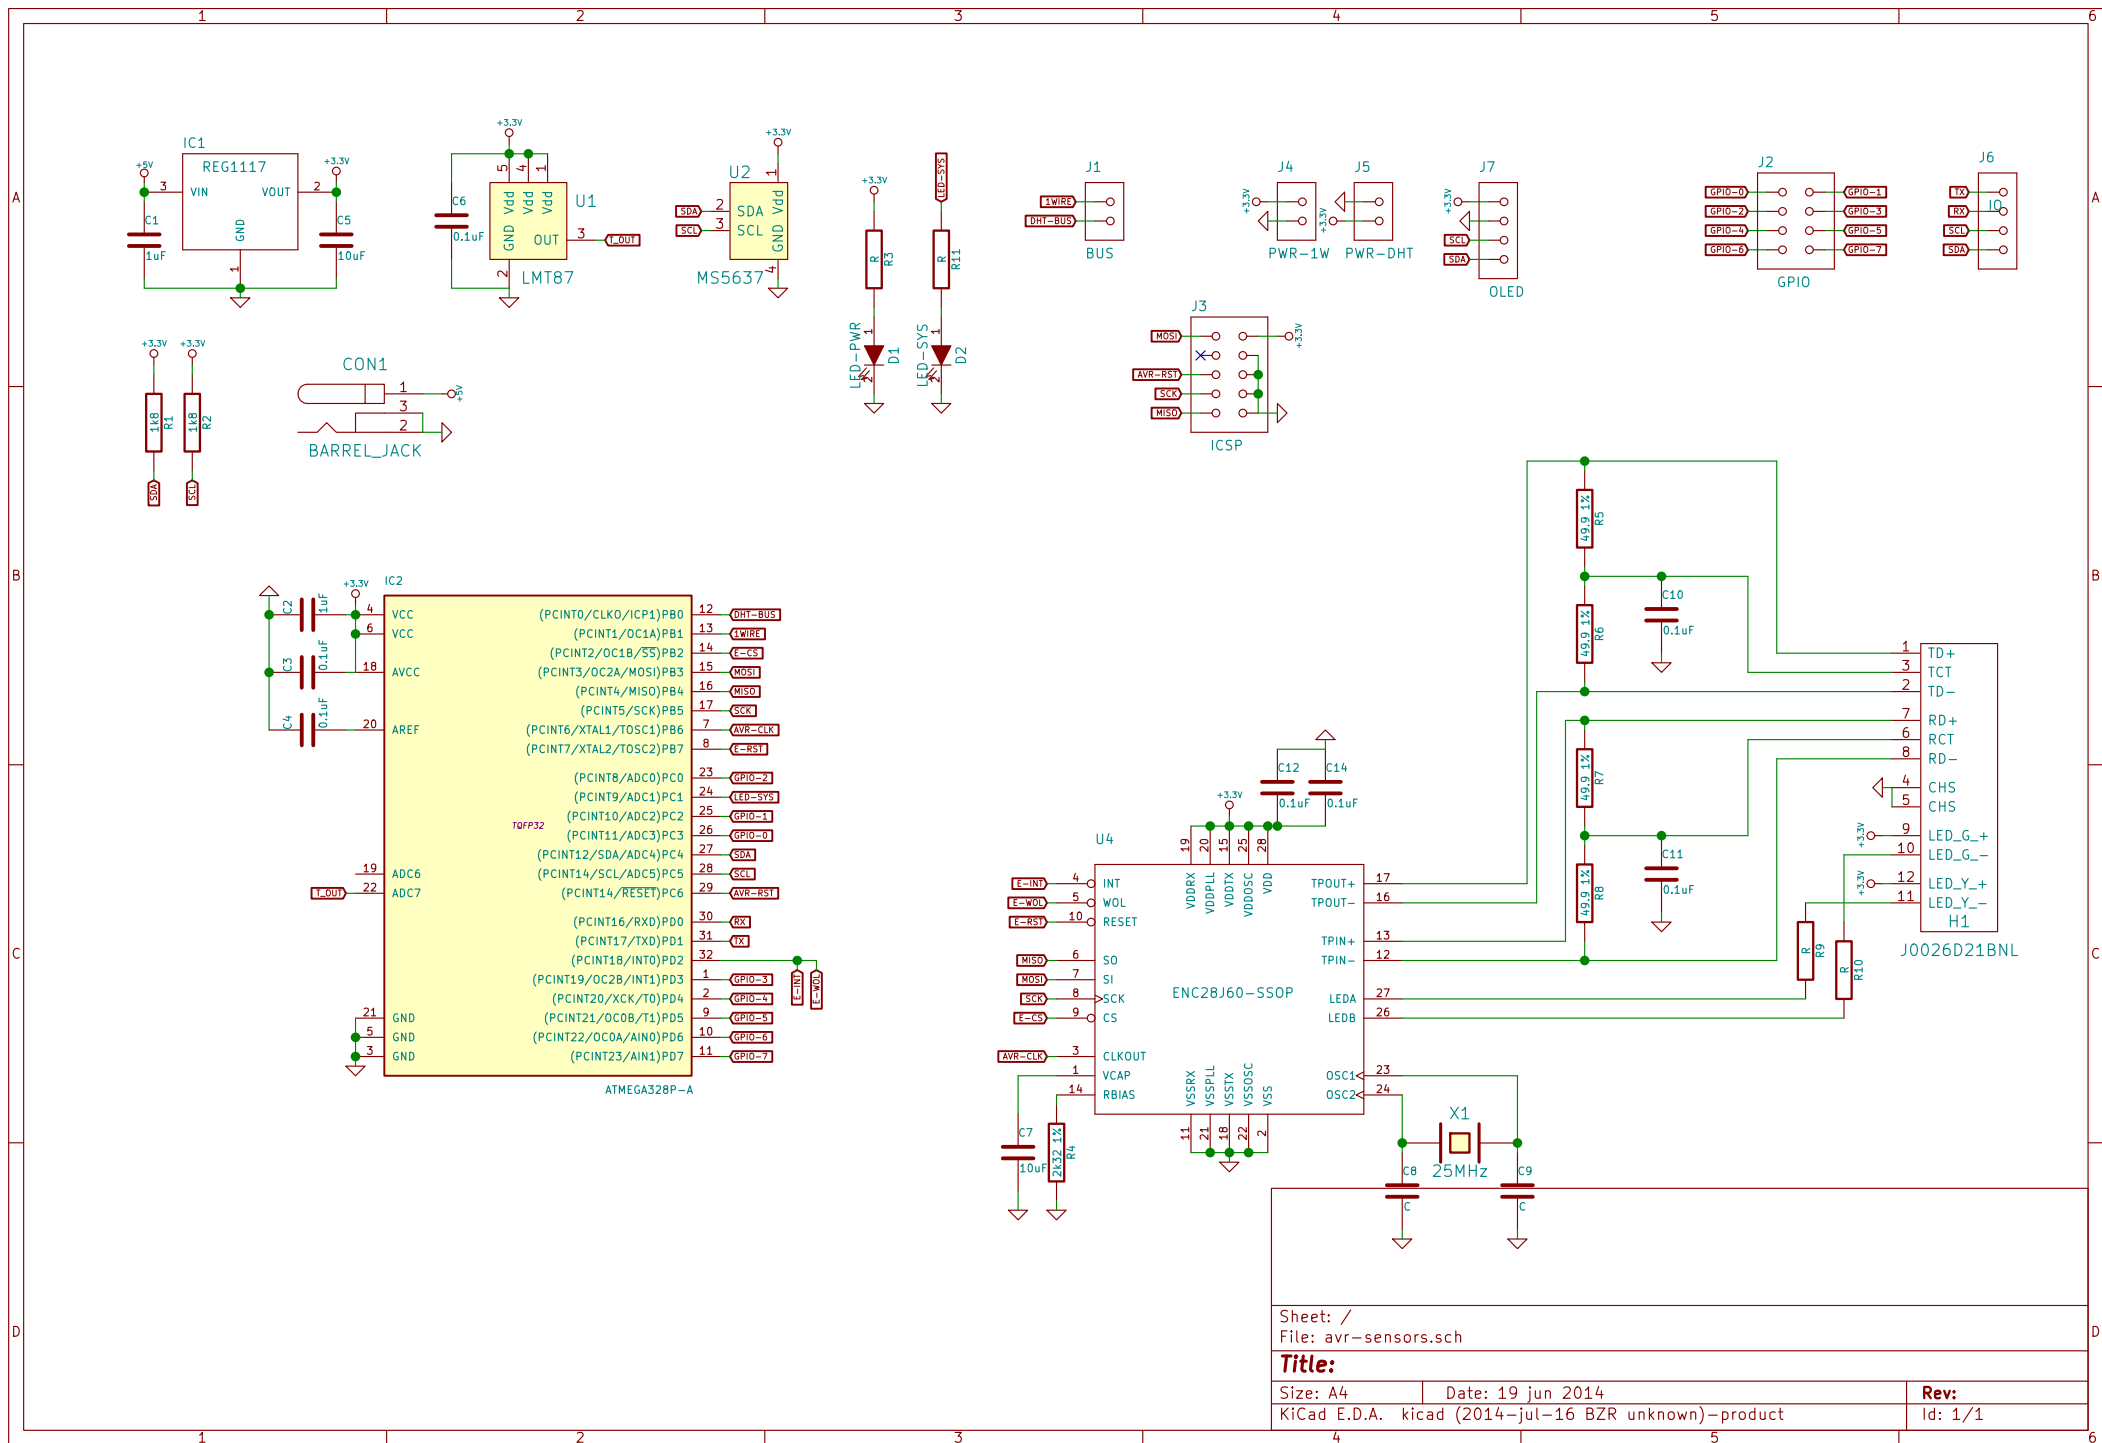 1 2 3 4 5 6
A A
B B
C C
D D
1 2 3 4 5 6
IC1
REG1117
+5V
+3.3V
3 VIN VOUT 2
GND
1
C1
1uF
C5
10uF
+3.3V
5 4 1
Vdd Vdd Vdd
U1
C6
0.1uF
GND
OUT 3 T_OUT
2
LMT87
+3.3V
U2
1
SDA 2 SDA
SCL 3 SCL
Vdd
GND
4
MS5637
+3.3V
R R3
LED-PWR
1
2
D1
LED-SYS
R R11
LED-SYS
1
2
D2
J1
1WIRE
DHT-BUS
BUS
J4
+3.3V
PWR-1W
J5
+3.3V
PWR-DHT
J7
+3.3V
SCL
SDA
OLED
J2
GPIO-0 GPIO-1
GPIO-2 GPIO-3
GPIO-4 GPIO-5
GPIO-6 GPIO-7
GPIO
J6
TX
IO
RX
SCL
SDA
J3
MOSI +3.3V
AVR-RST
SCK
MISO
ICSP
+3.3V +3.3V
1k8 R1
1k8 R2
SDA SCL
CON1
1 +5V
3
2
BARREL_JACK
IC2
+3.3V
C2 1uF
C3 0.1uF
C4 0.1uF
4 VCC
6 VCC
18 AVCC
20 AREF
19 ADC6
T_OUT 22 ADC7
21 GND
5 GND
3 GND
TQFP32
(PCINT0/CLKO/ICP1)PB0 12 DHT-BUS
(PCINT1/OC1A)PB1 13 1WIRE
(PCINT2/OC1B/SS)PB2 14 E-CS
(PCINT3/OC2A/MOSI)PB3 15 MOSI
(PCINT4/MISO)PB4 16 MISO
(PCINT5/SCK)PB5 17 SCK
(PCINT6/XTAL1/TOSC1)PB6 7 AVR-CLK
(PCINT7/XTAL2/TOSC2)PB7 8 E-RST
(PCINT8/ADC0)PC0 23 GPIO-2
(PCINT9/ADC1)PC1 24 LED-SYS
(PCINT10/ADC2)PC2 25 GPIO-1
(PCINT11/ADC3)PC3 26 GPIO-0
(PCINT12/SDA/ADC4)PC4 27 SDA
(PCINT14/SCL/ADC5)PC5 28 SCL
(PCINT14/RESET)PC6 29 AVR-RST
(PCINT16/RXD)PD0 30 RX
(PCINT17/TXD)PD1 31 TX
(PCINT18/INT0)PD2 32
E-INT E-WOL
(PCINT19/OC2B/INT1)PD3 1 GPIO-3
(PCINT20/XCK/T0)PD4 2 GPIO-4
(PCINT21/OC0B/T1)PD5 9 GPIO-5
(PCINT22/OC0A/AIN0)PD6 10 GPIO-6
(PCINT23/AIN1)PD7 11 GPIO-7
ATMEGA328P-A
U4
+3.3V
C12
0.1uF
C14
0.1uF
19 20 15 25 28
VDDRX VDDPLL VDDTX VDDOSC VDD
E-INT 4 INT
E-WOL 5 WOL
E-RST 10 RESET
MISO 6 SO
MOSI 7 SI
SCK 8 SCK
E-CS 9 CS
AVR-CLK 3 CLKOUT
1 VCAP
14 RBIAS
ENC28J60-SSOP
TPOUT+ 17
TPOUT- 16
TPIN+ 13
TPIN- 12
LEDA 27
LEDB 26
OSC1 23
OSC2 24
VSSRX VSSPLL VSSTX VSSOSC VSS
11 21 18 22 2
C7
10uF
2k32 1% R4
X1
25MHz
C8
C
C9
C
49.9 1% R5
49.9 1% R6
C10
0.1uF
49.9 1% R7
49.9 1% R8
C11
0.1uF
1 TD+
3 TCT
2 TD-
7 RD+
6 RCT
8 RD-
4 CHS
5 CHS
+3.3V 9 LED_G_+
10 LED_G_-
+3.3V 12 LED_Y_+
11 LED_Y_-
H1
J0026D21BNL
R R9
R R10
Sheet: /
File: avr-sensors.sch
Title:
Size: A4 Date: 19 jun 2014 Rev:
KiCad E.D.A. kicad (2014-jul-16 BZR unknown)-product Id: 1/1